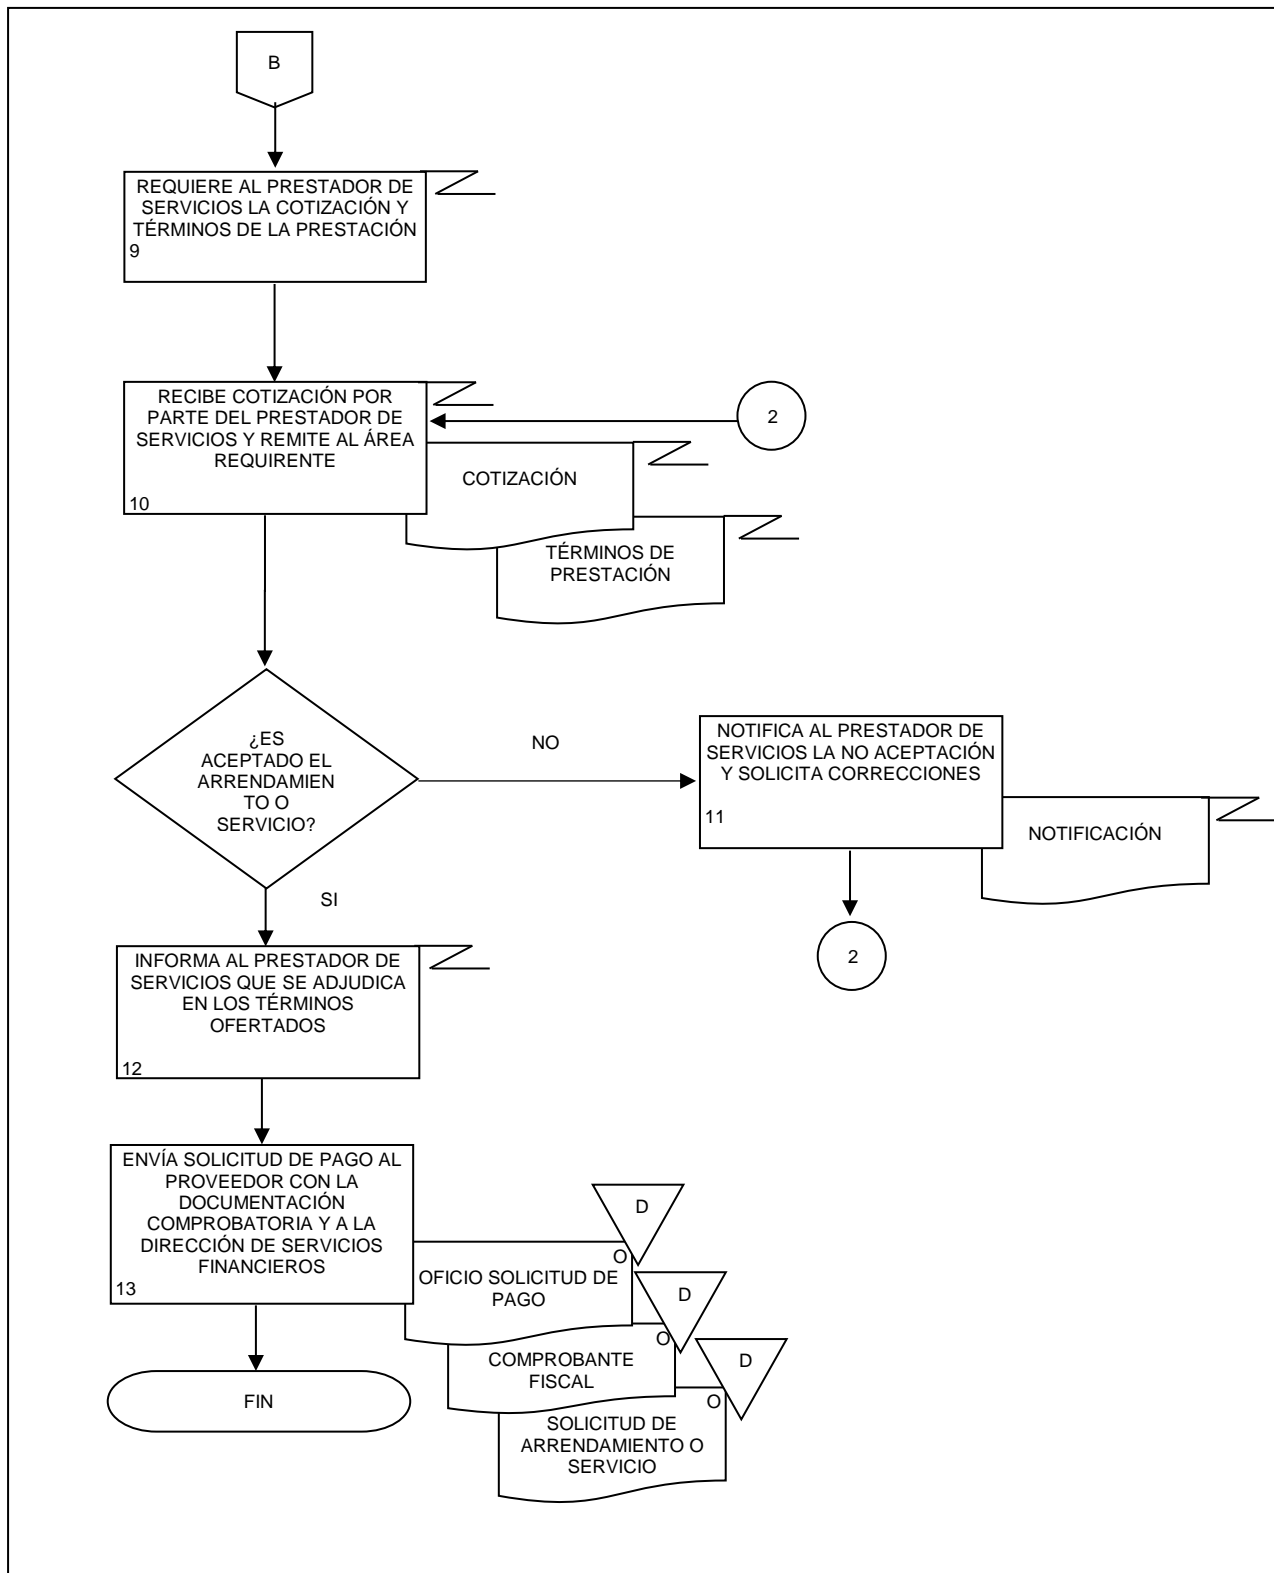 B
REQUIERE AL PRESTADOR DE
SERVICIOS LA COTIZACIÓN Y
TÉRMINOS DE LA PRESTACIÓN
9
RECIBE COTIZACIÓN POR
PARTE DEL PRESTADOR DE
SERVICIOS Y REMITE AL ÁREA
REQUIRENTE
10
2
COTIZACIÓN
TÉRMINOS DE
PRESTACIÓN
¿ES
ACEPTADO EL
ARRENDAMIEN
TO O
SERVICIO?
NO
NOTIFICA AL PRESTADOR DE
SERVICIOS LA NO ACEPTACIÓN
Y SOLICITA CORRECCIONES
11
NOTIFICACIÓN
2
SI
INFORMA AL PRESTADOR DE
SERVICIOS QUE SE ADJUDICA
EN LOS TÉRMINOS
OFERTADOS
12
ENVÍA SOLICITUD DE PAGO AL
PROVEEDOR CON LA
DOCUMENTACIÓN
COMPROBATORIA Y A LA
DIRECCIÓN DE SERVICIOS
FINANCIEROS
13
D
O
OFICIO SOLICITUD DE
PAGO
D
O
COMPROBANTE
FISCAL
D
O
SOLICITUD DE
ARRENDAMIENTO O
SERVICIO
FIN